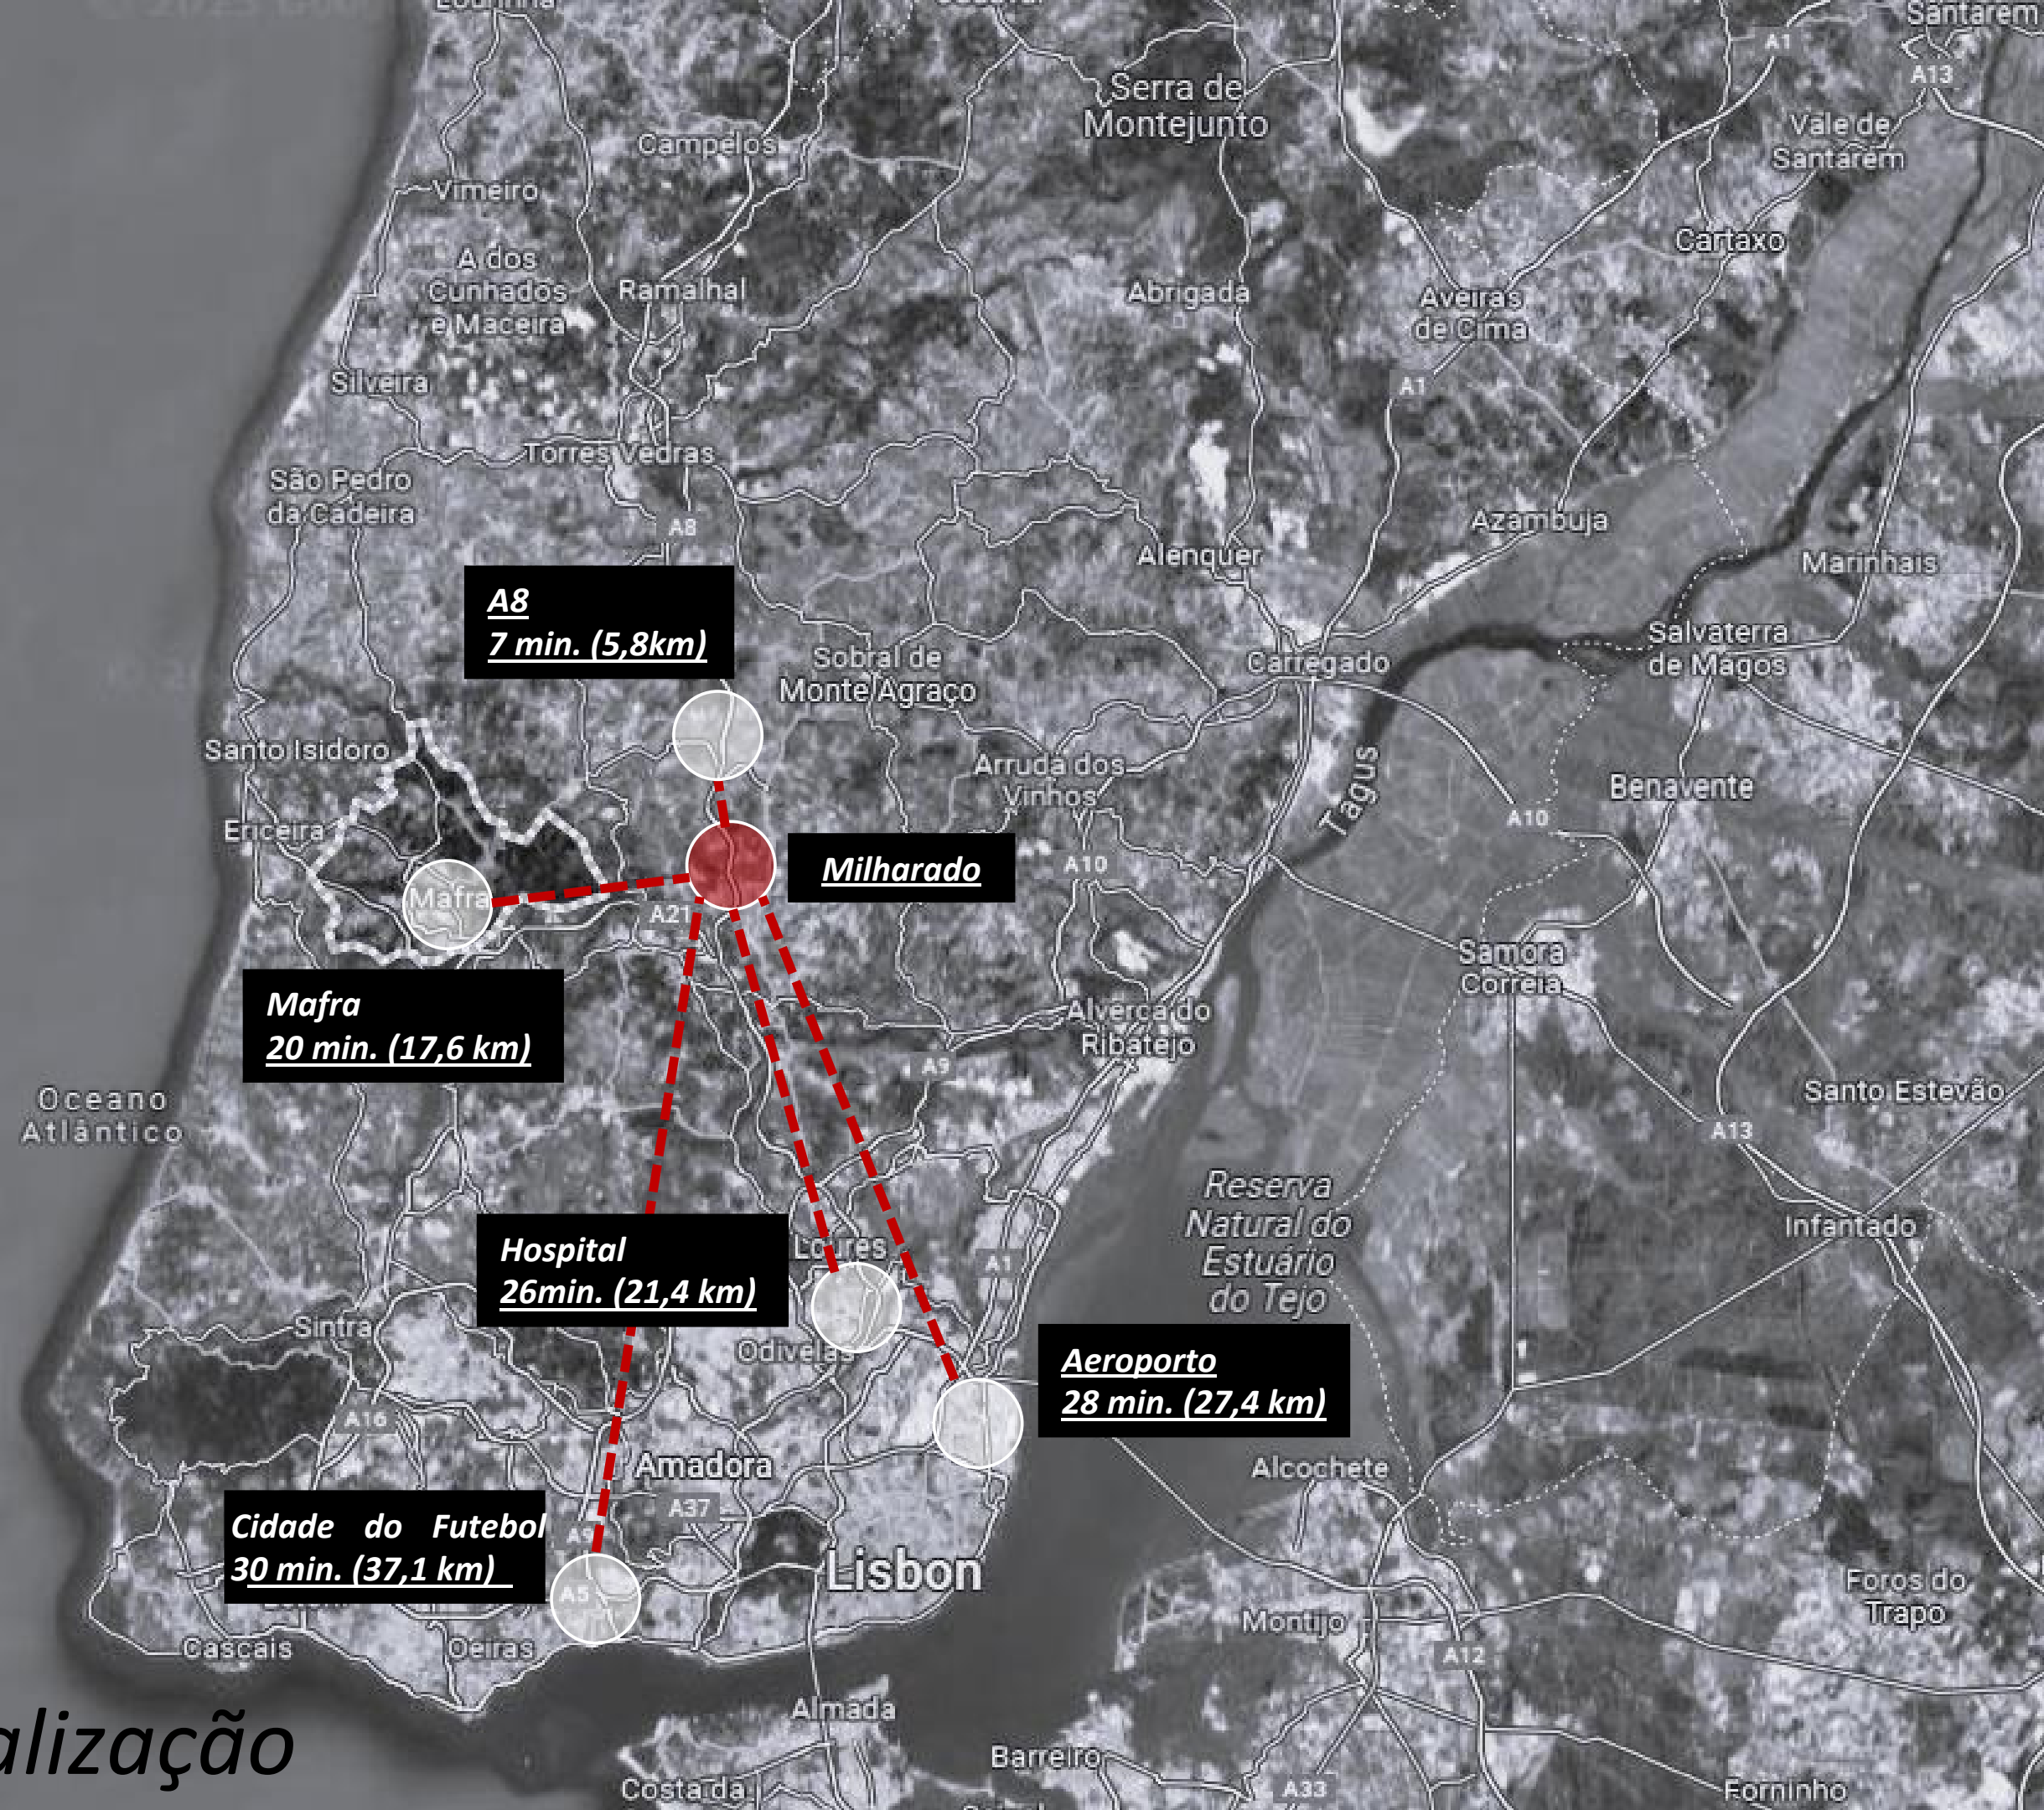 Santarém
A1
A13
Serra de
Montejunto
Vale de
Santarém
Campelos
Vimeiro
Cartaxo
A dos
Cunhados
e Maceira
Ramalhal
Abrigada
Aveiras
de Cima
Silveira
A1
Torres Vedras
São Pedro
da Cadeira
A8
Azambuja
Alenquer
Marinhais
A8
7 min. (5,8km)
Sobral de
Monte Agraço
Carregado
Salvaterra
de Magos
Santo Isidoro
Arruda dos
Vinhos
Tagus
Benavente
A10
Ericeira
Milharado
A10
Mafra
A21
Samora
Correia
Mafra
20 min. (17,6 km)
Alverca do
Ribatejo
A9
Oceano
Atlântico
Santo Estevão
A13
Reserva
Natural do
Estuário
do Tejo
Infantado
Hospital
26min. (21,4 km)
Loures
A1
Sintra
Odivelas
Aeroporto
28 min. (27,4 km)
A16
Amadora
Alcochete
A37
Cidade do Futebol
30 min. (37,1 km)
A9
A5
Lisbon
Foros do
Trapo
Montijo
Cascais
Oeiras
A12
Almada
alização
Barreiro
Costa da
A33
Forninho